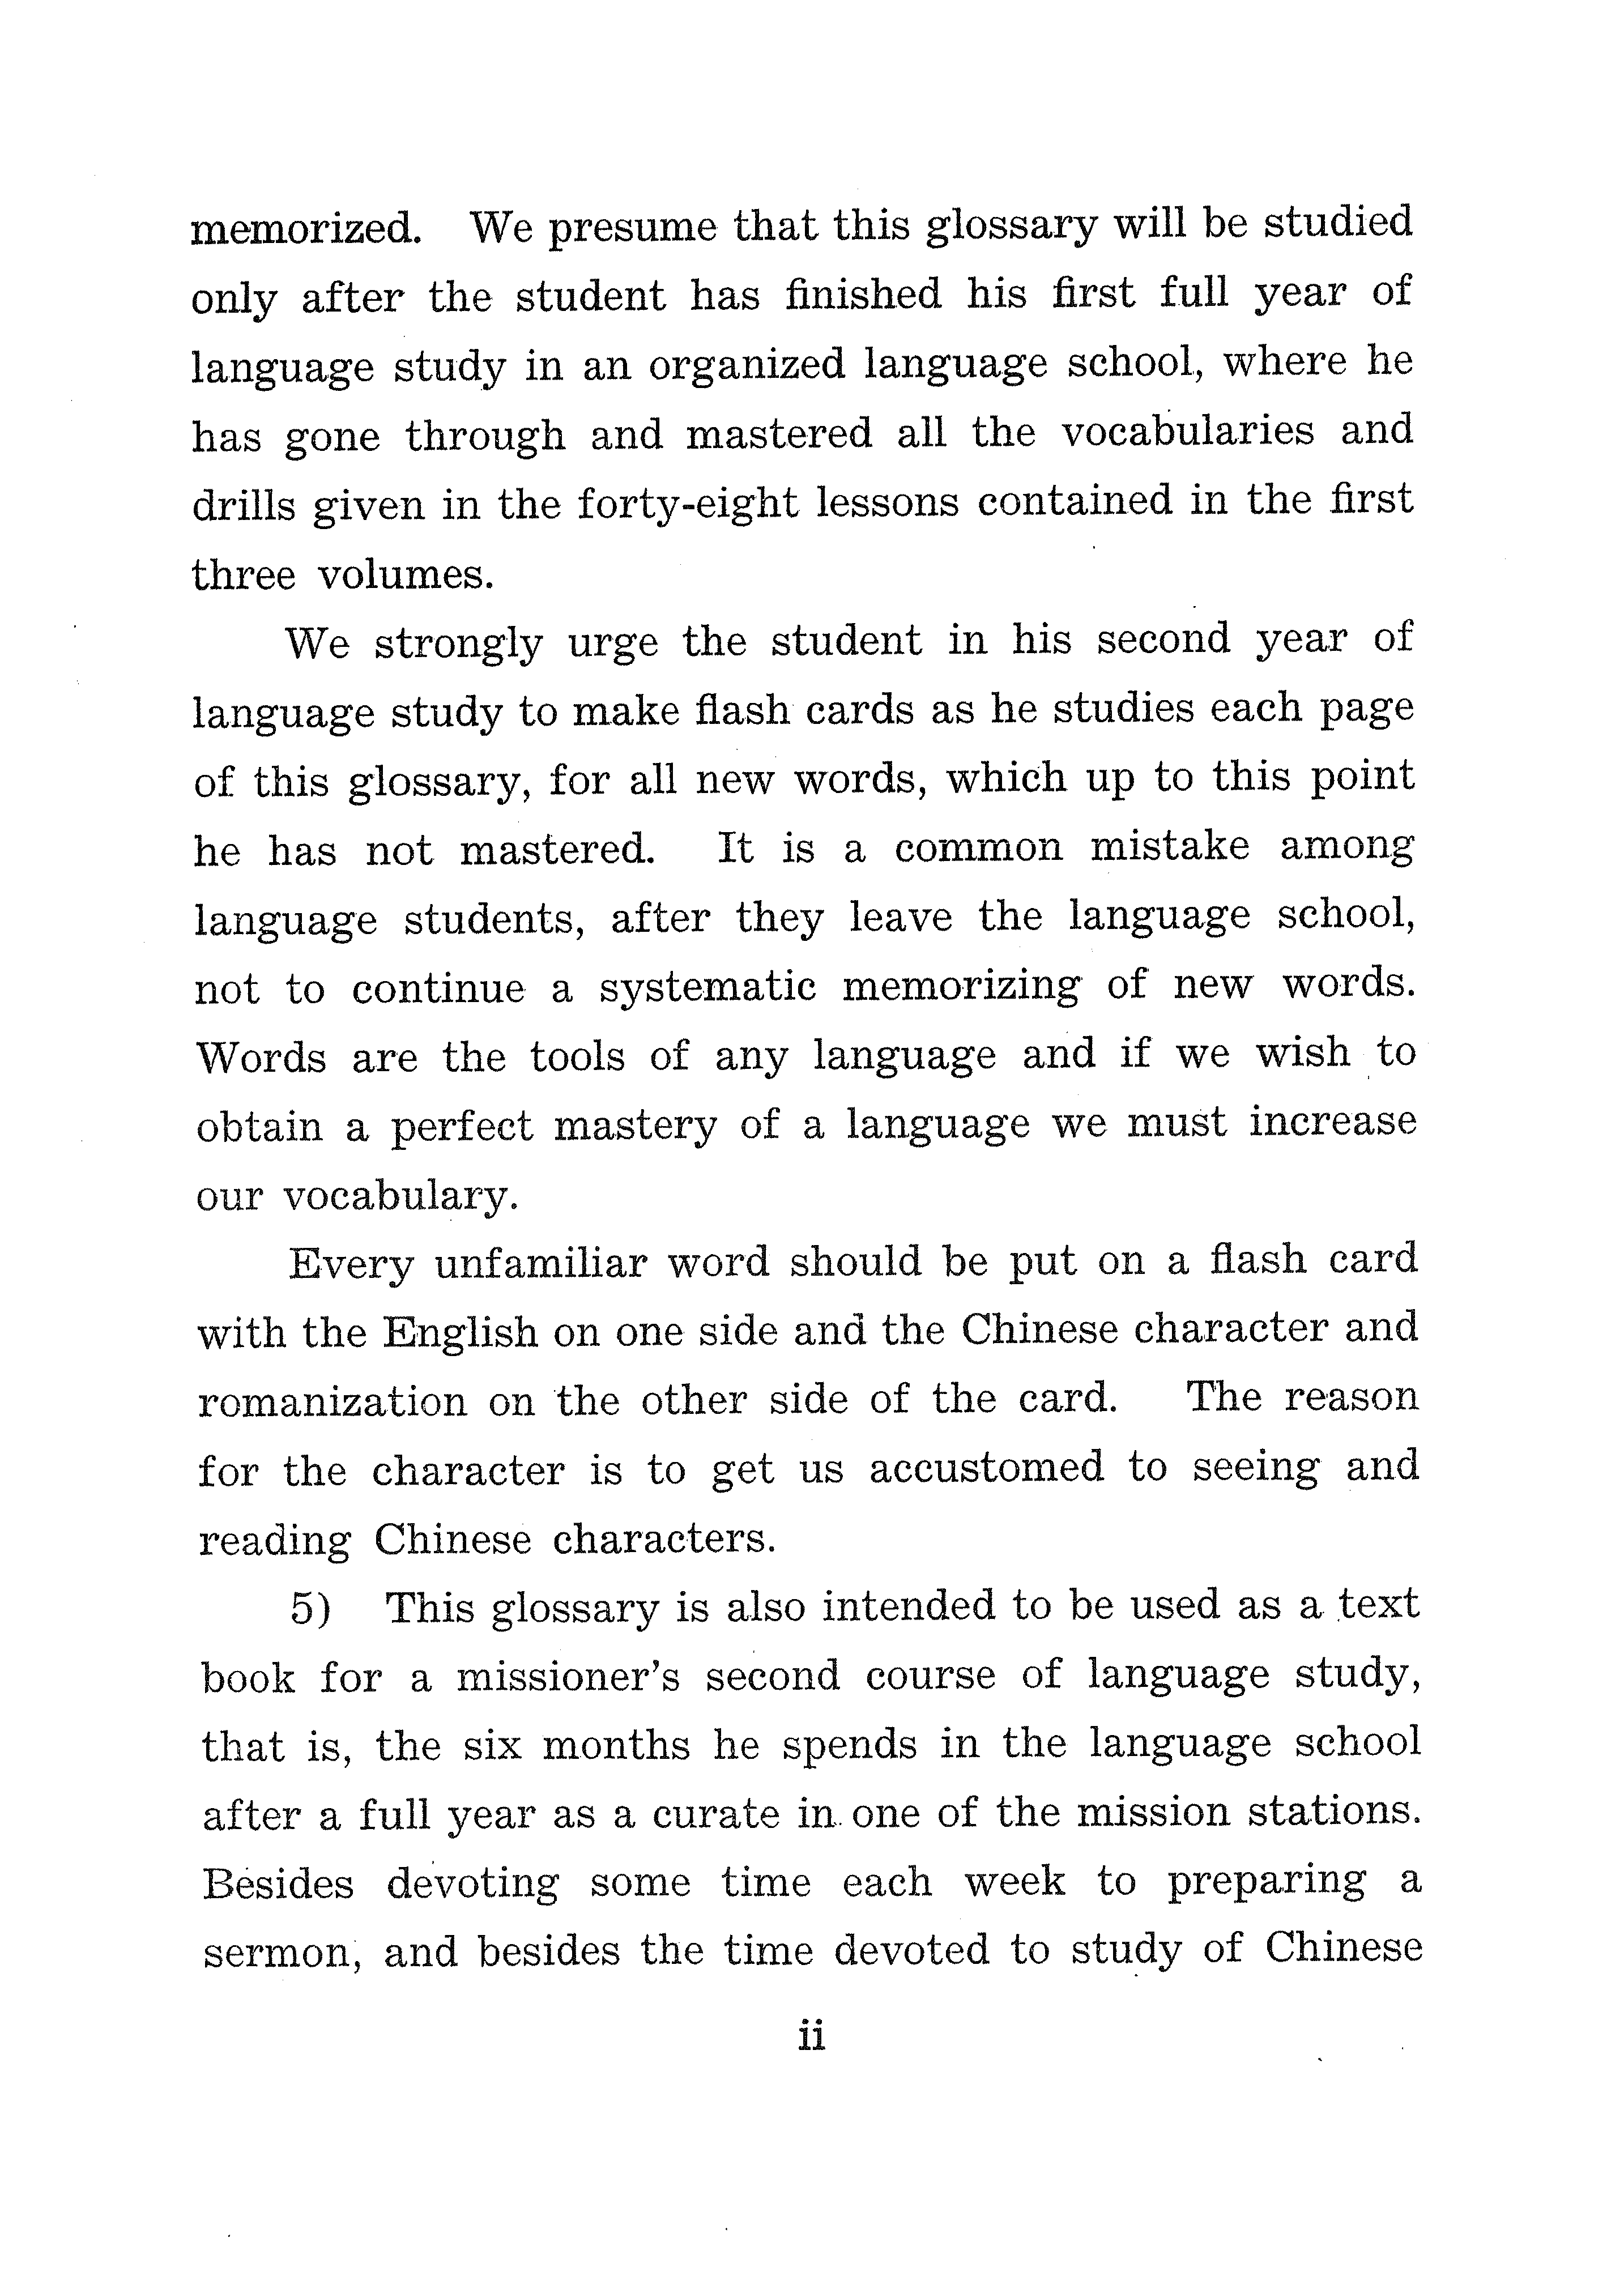 memorized. We presume that this glossary will be studied
only after the student has finished his first full year of
language study in an organized language school, where he
has gone through and mastered all the vocabularies and
drills given in the forty-eight lessons contained in the first
three volumes.
We strongly urge the student in his second year of
language study to make flash cards as he studies each page
of this glossary, for all new words, which up to this point
he has not mastered. It is a common mistake among
language students, after they leave the language school,
not to continue a systematic memorizing of new words.
Words are the tools of any language and if we wish to
obtain a perfect mastery of a language we must increase
our vocabulary.
Every unfamiliar word should be put on a flash card
with the English on one side and the Chinese character and
romanization on the other side of the card. The reason
for the character is to get us accustomed to seeing and
reading Chinese characters.
5) This glossary is also intended to be used as a text
book for a missioner's second course of language study,
that is, the six months he spends in the language school
after a full year as a curate in one of the mission stations.
Besides devoting some time each week to preparing a
sermon, and besides the time devoted to study of Chinese
ii